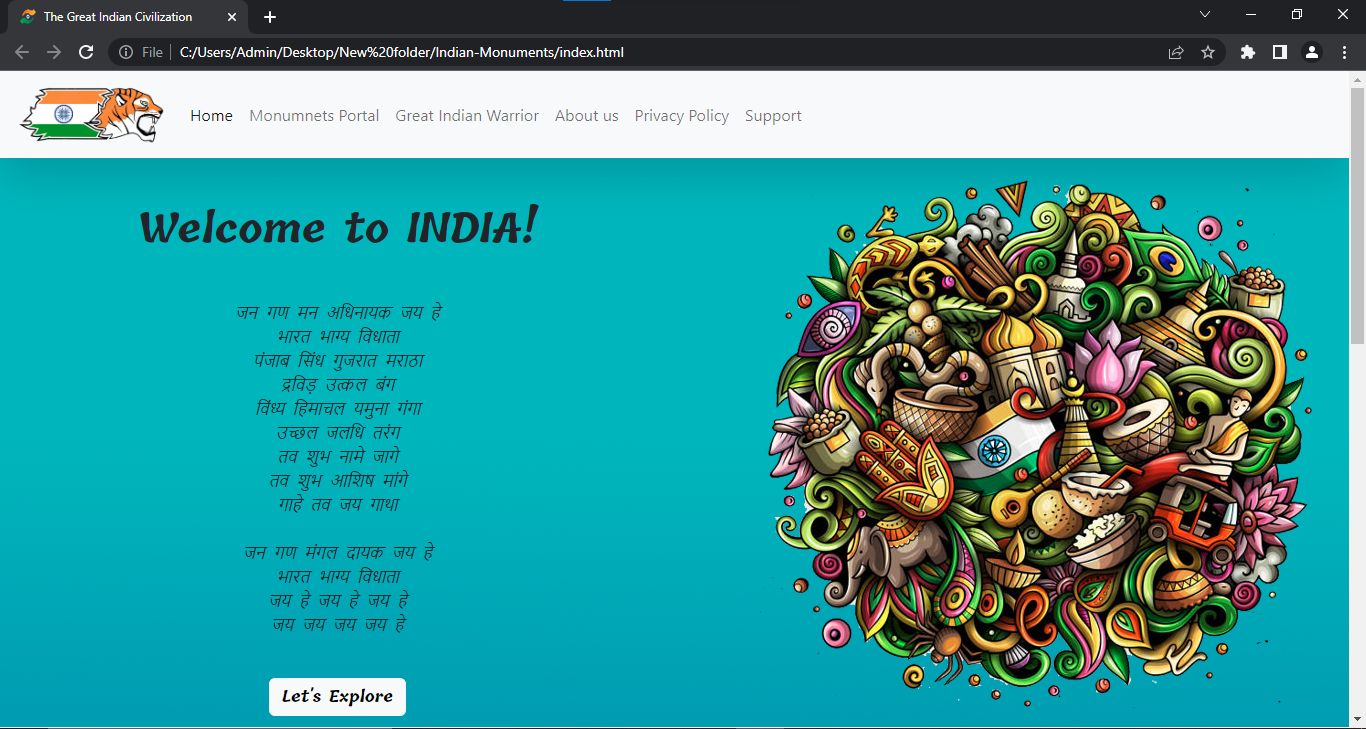 The Great Indian Civilization
File
C:/Users/Admin/Desktop/New%20folder/Indian-Monuments/index.html
Home Monumnets Portal Great Indian Warrior About us Privacy Policy Support
Welcome to INDIA!
जन गण मन अधिनायक जय हे
भारत भाग्य विधाता
पंजाब सिंध गुजरात मराठा
द्रविड़ उत्कल बंग
विंध्य हिमाचल यमुना गंगा
उच्छल जलधि तरंग
तव शुभ नामे जागे
तव शुभ आशिष मांगे
गाहे तव जय गाथा
जन गण मंगल दायक जय हे
भारत भाग्य विधाता
जय हे जय हे जय हे
जय जय जय जय हे
Let's Explore